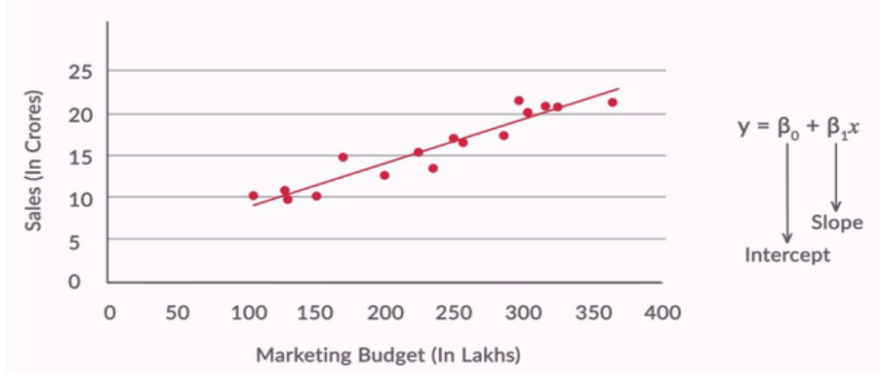 25
20
15
10
5
0
0 50 100 150 200 250 300 350 400
Sales (In Crores)
Marketing Budget (In Lakhs)
y = β₀ + β₁x
Slope
Intercept